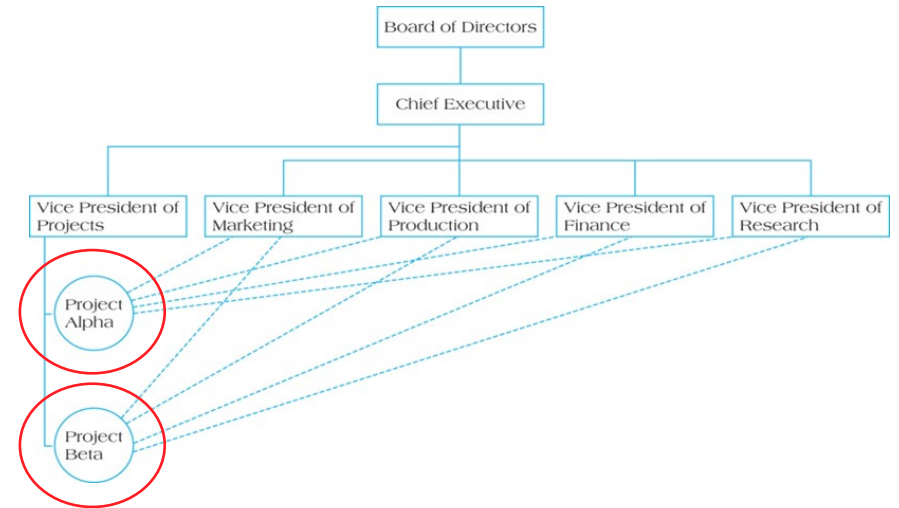 Board of Directors
Chief Executive
Vice President of
Projects
Vice President of
Marketing
Vice President of
Production
Vice President of
Finance
Vice President of
Research
Project
Alpha
Project
Beta